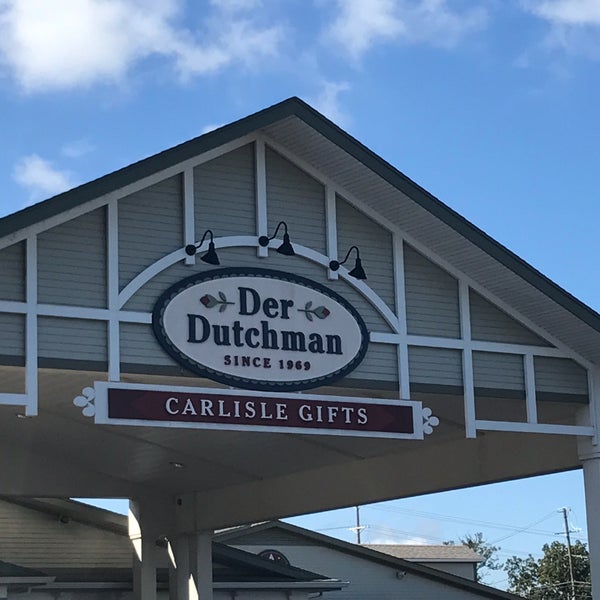 Der
Dutchman
SINCE 1969
CARLISLE GIFTS